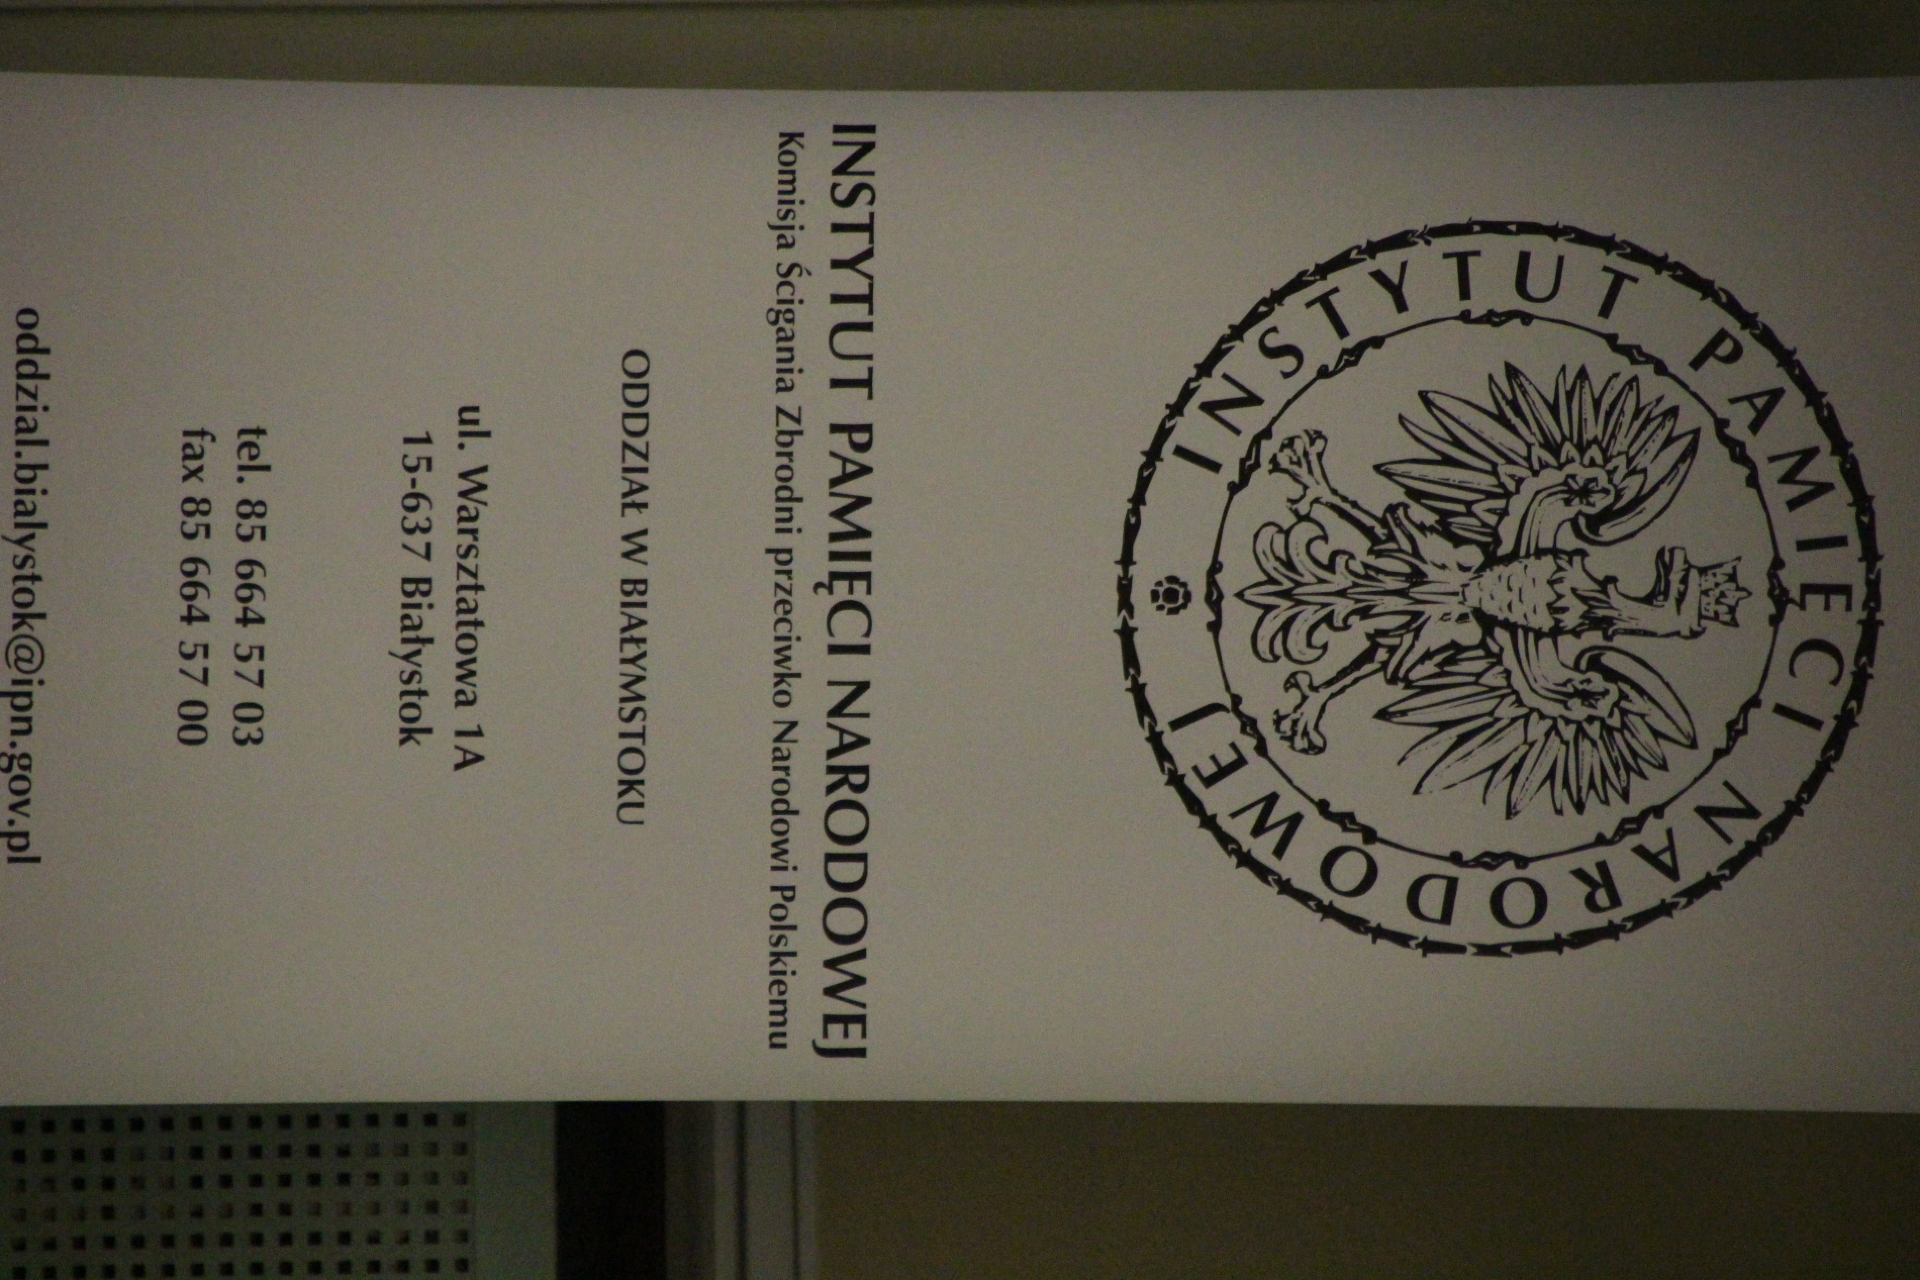 INSTYTUT PAMIĘCI NARODOWEJ
INSTYTUT PAMIĘCI NARODOWEJ
Komisja Ścigania Zbrodni przeciwko Narodowi Polskiemu
ODDZIAŁ W BIAŁYMSTOKU
ul. Warsztatowa 1A
15-637 Białystok
tel. 85 664 57 03
fax 85 664 57 00
oddzial.bialystok@ipn.gov.pl